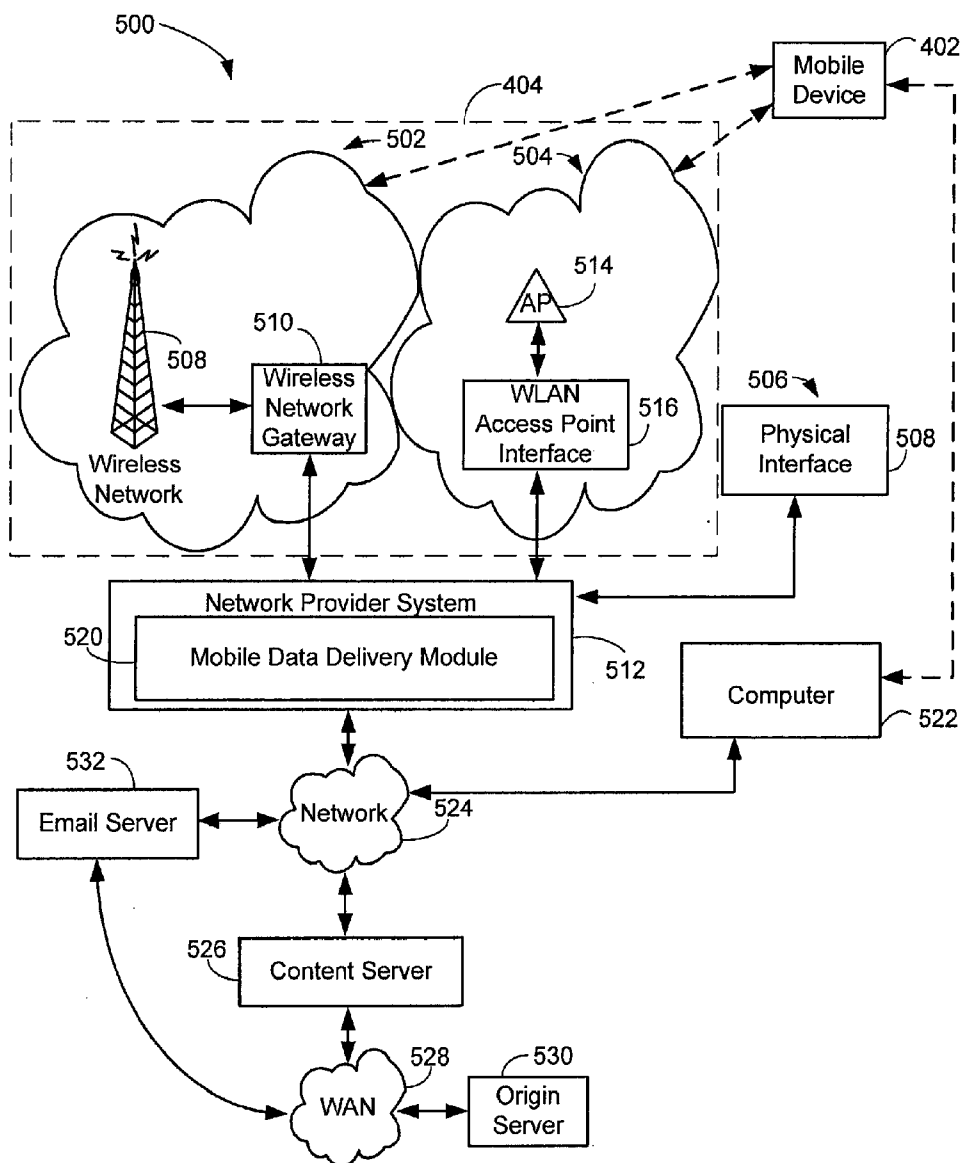 500
402
Mobile
Device
404
502
504
514
AP
508
510
Wireless
Network
Gateway
WLAN
Access Point
Interface
516
506
Physical
Interface
508
Wireless
Network
Network Provider System
520
Mobile Data Delivery Module
512
Computer
522
532
Email Server
Network
524
526
Content Server
528
WAN
530
Origin
Server